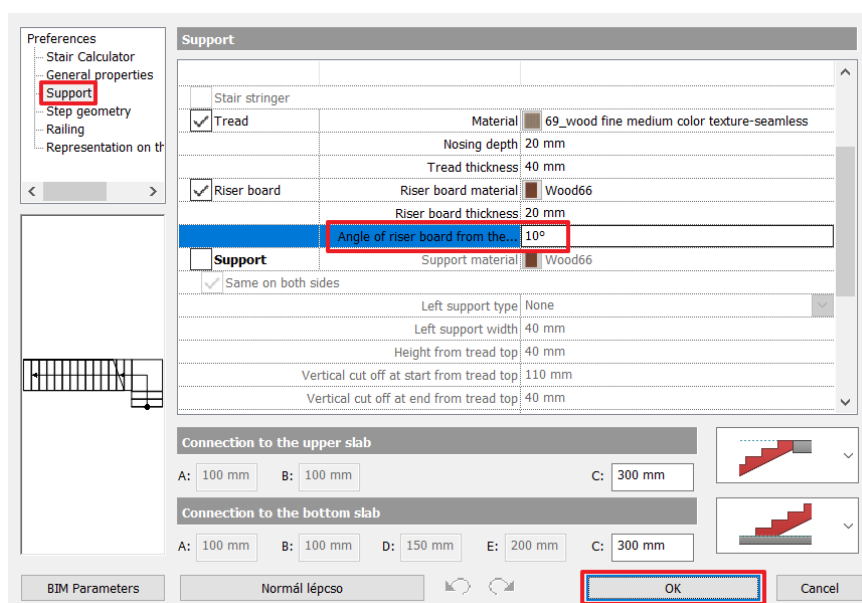 Preferences
Stair Calculator
General properties
Support
Step geometry
Railing
Representation on th
Support
Stair stringer
Tread Material 69_wood fine medium color texture-seamless
Nosing depth 20 mm
Tread thickness 40 mm
Riser board Riser board material Wood66
Riser board thickness 20 mm
Angle of riser board from the... 10°
Support Support material Wood66
Same on both sides
Left support type None
Left support width 40 mm
Height from tread top 40 mm
Vertical cut off at start from tread top 110 mm
Vertical cut off at end from tread top 40 mm
Connection to the upper slab
A: 100 mm B: 100 mm C: 300 mm
Connection to the bottom slab
A: 100 mm B: 100 mm D: 150 mm E: 200 mm C: 300 mm
BIM Parameters Normál lépcso OK Cancel